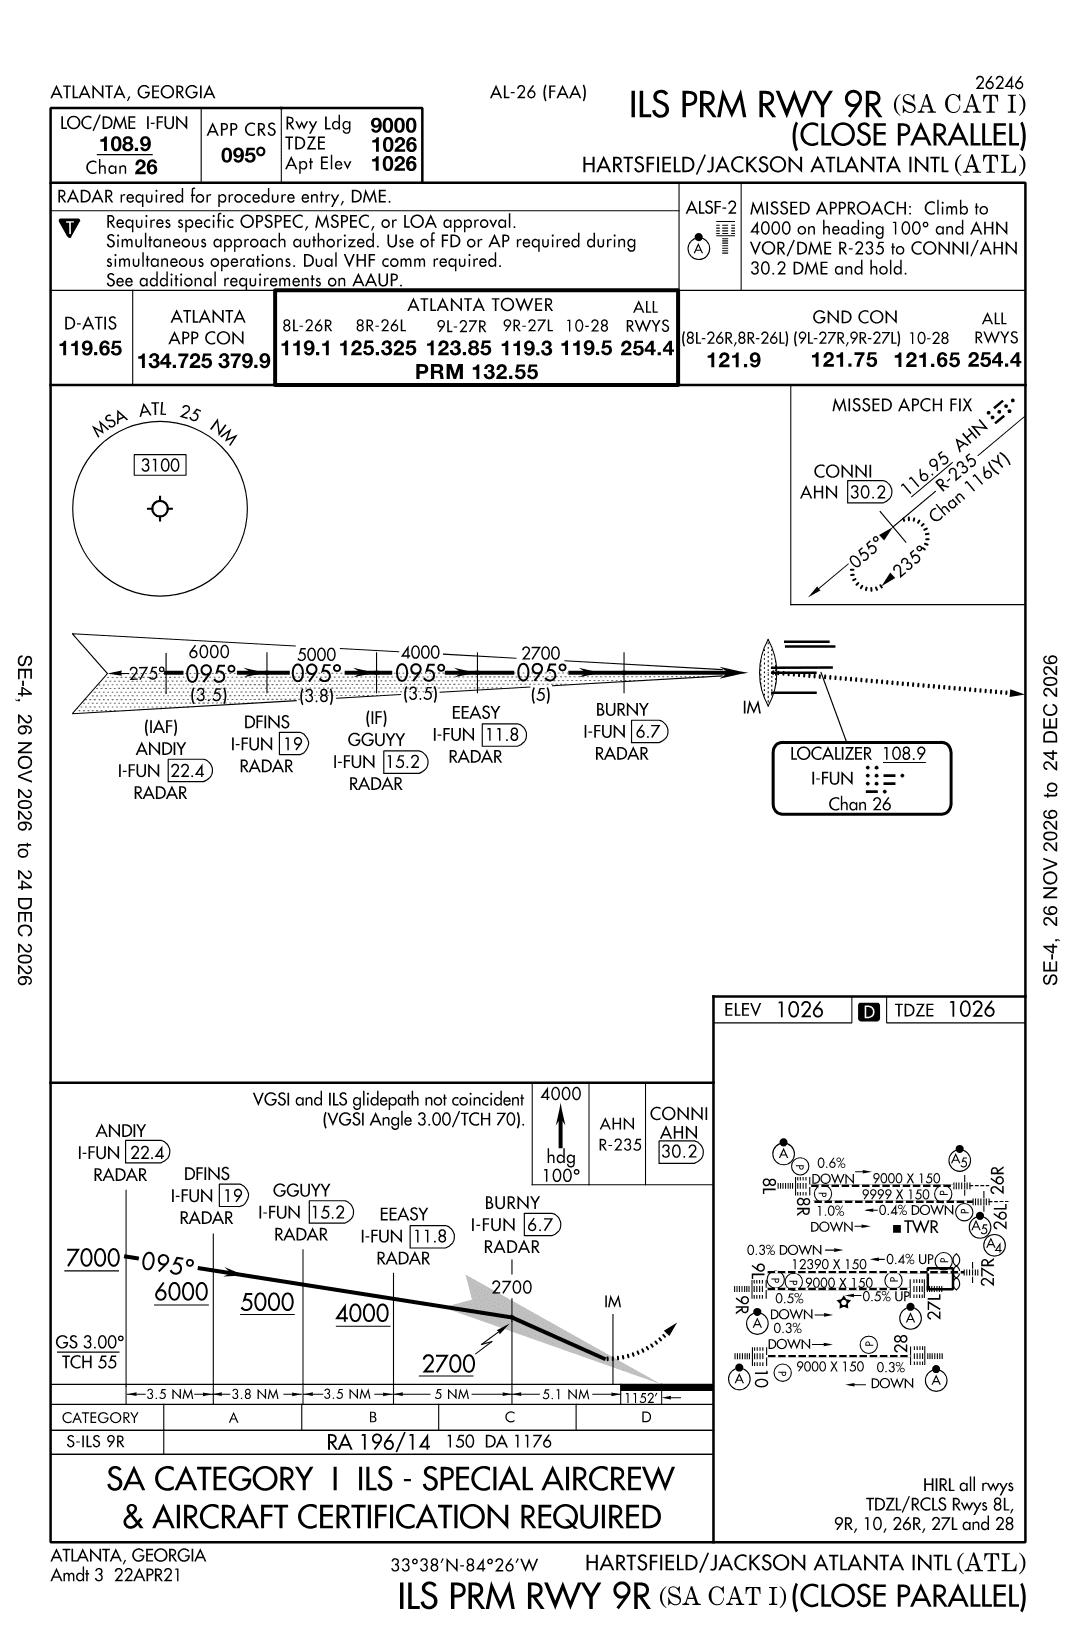 ATLANTA, GEORGIA
AL-26 (FAA)
26246
ILS PRM RWY 9R (SA CAT I)
(CLOSE PARALLEL)
HARTSFIELD/JACKSON ATLANTA INTL (ATL)
LOC/DME I-FUN
108.9
Chan 26
APP CRS
095°
Rwy Ldg 9000
TDZE 1026
Apt Elev 1026
RADAR required for procedure entry, DME.
T
Requires specific OPSPEC, MSPEC, or LOA approval.
Simultaneous approach authorized. Use of FD or AP required during
simultaneous operations. Dual VHF comm required.
See additional requirements on AAUP.
ALSF-2
A
MISSED APPROACH: Climb to
4000 on heading 100° and AHN
VOR/DME R-235 to CONNI/AHN
30.2 DME and hold.
D-ATIS
119.65
ATLANTA
APP CON
134.725 379.9
ATLANTA TOWER
8L-26R 8R-26L 9L-27R 9R-27L 10-28 ALL RWYS
119.1 125.325 123.85 119.3 119.5 254.4
PRM 132.55
GND CON
(8L-26R,8R-26L) (9L-27R,9R-27L) 10-28 ALL RWYS
121.9 121.75 121.65 254.4
MSA ATL 25 NM
3100
MISSED APCH FIX
CONNI
AHN 30.2
116.95 AHN
R-235
Chan 116(Y)
055°
235°
6000 5000 4000 2700
275° 095° 095° 095° 095°
(3.5) (3.8) (3.5) (5)
(IAF)
ANDIY
I-FUN 22.4
RADAR
DFINS
I-FUN 19
RADAR
(IF)
GGUYY
I-FUN 15.2
RADAR
EEASY
I-FUN 11.8
RADAR
BURNY
I-FUN 6.7
RADAR
IM
LOCALIZER 108.9
I-FUN
Chan 26
SE-4, 26 NOV 2026 to 24 DEC 2026
SE-4, 26 NOV 2026 to 24 DEC 2026
ELEV 1026 D TDZE 1026
VGSI and ILS glidepath not coincident
(VGSI Angle 3.00/TCH 70).
4000
hdg
100°
AHN
R-235
CONNI
AHN
30.2
ANDIY
I-FUN 22.4
RADAR
DFINS
I-FUN 19
RADAR
GGUYY
I-FUN 15.2
RADAR
EEASY
I-FUN 11.8
RADAR
BURNY
I-FUN 6.7
RADAR
2700
IM
7000
095°
6000
5000
4000
2700
GS 3.00°
TCH 55
3.5 NM 3.8 NM 3.5 NM 5 NM 5.1 NM 1152'
CATEGORY A B C D
S-ILS 9R RA 196/14 150 DA 1176
SA CATEGORY I ILS - SPECIAL AIRCREW
& AIRCRAFT CERTIFICATION REQUIRED
A
P
0.6%
DOWN
A5
8L
9000 X 150
26R
P
9999 X 150
P
8R
1.0%
DOWN
0.4% DOWN
P
26L
A5
TWR
A4
0.3% DOWN
0.4% UP
P
9L
12390 X 150
27R
P
P
9000 X 150
P
9R
0.5%
DOWN
0.5% UP
27L
A
A
0.3%
DOWN
P
28
10
P
9000 X 150
0.3%
DOWN
A
A
HIRL all rwys
TDZL/RCLS Rwys 8L,
9R, 10, 26R, 27L and 28
ATLANTA, GEORGIA
Amdt 3 22APR21
33°38'N-84°26'W
HARTSFIELD/JACKSON ATLANTA INTL (ATL)
ILS PRM RWY 9R (SA CAT I) (CLOSE PARALLEL)